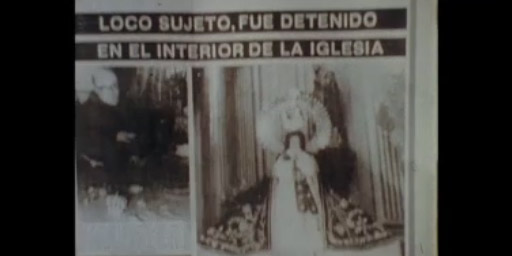 LOCO SUJETO, FUE DETENIDO
EN EL INTERIOR DE LA IGLESIA